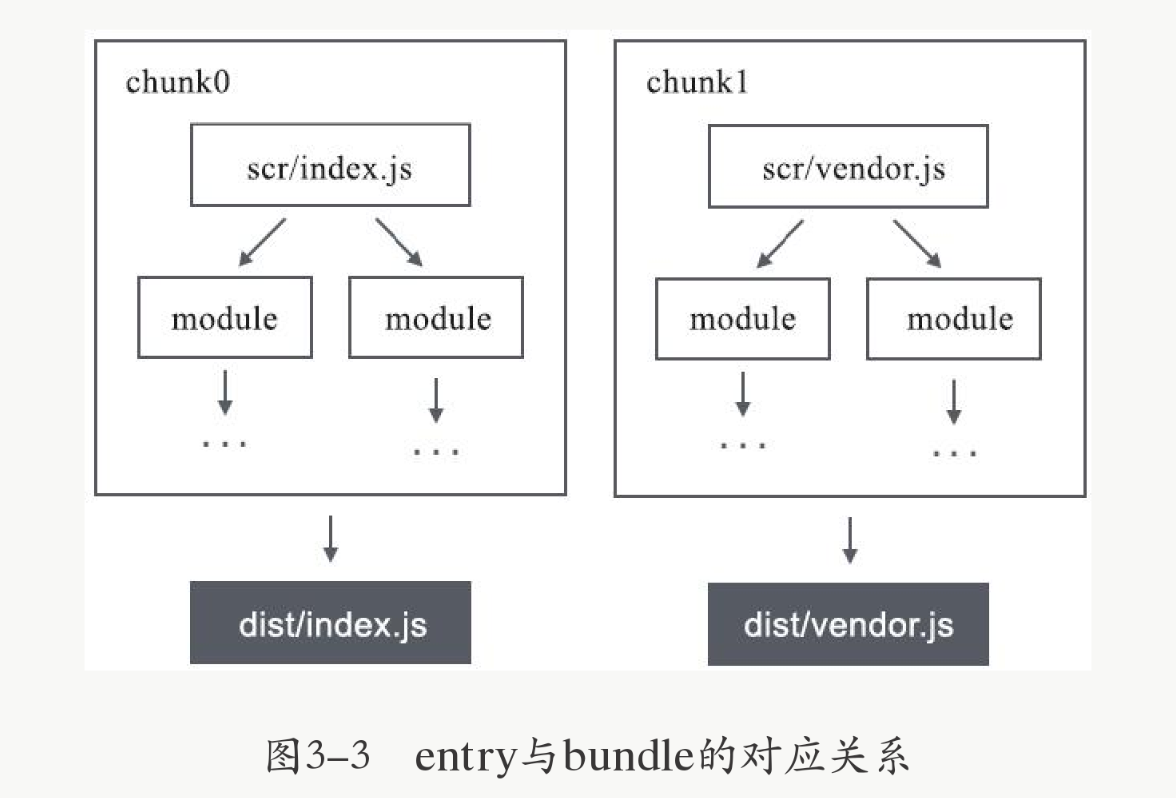 chunk0
scr/index.js
module
module
...
...
dist/index.js
chunk1
scr/vendor.js
module
module
...
...
dist/vendor.js
图3-3 entry与bundle的对应关系